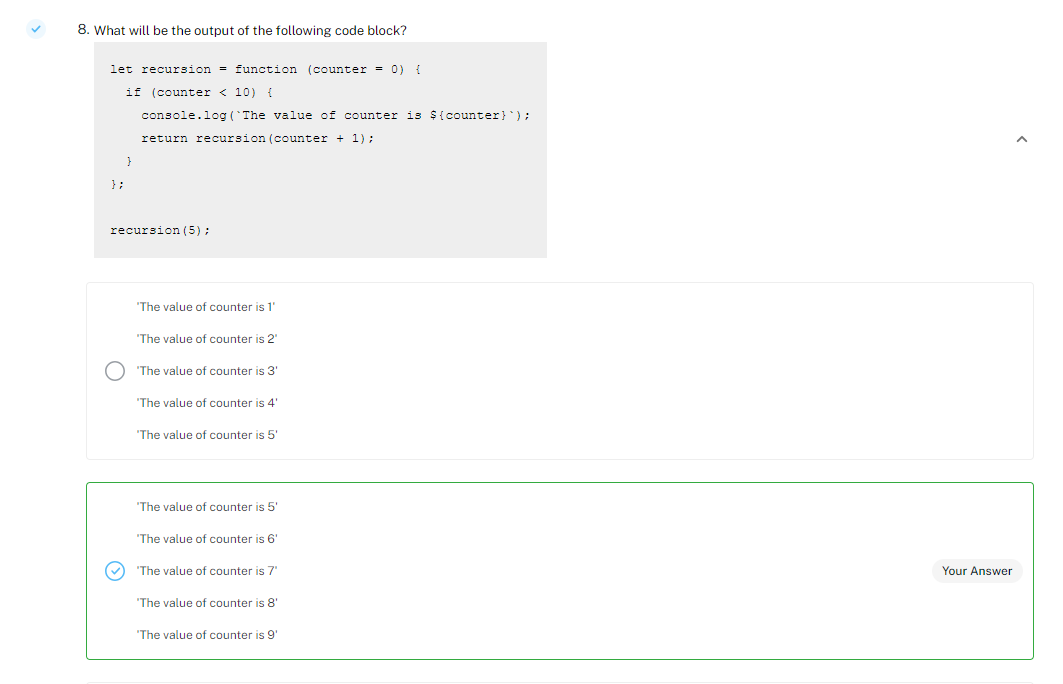 8. What will be the output of the following code block?
let recursion = function (counter = 0) {
if (counter < 10) {
console.log(`The value of counter is ${counter}`);
return recursion(counter + 1);
}
};
recursion(5);
'The value of counter is 1'
'The value of counter is 2'
'The value of counter is 3'
'The value of counter is 4'
'The value of counter is 5'
'The value of counter is 5'
'The value of counter is 6'
'The value of counter is 7'
Your Answer
'The value of counter is 8'
'The value of counter is 9'